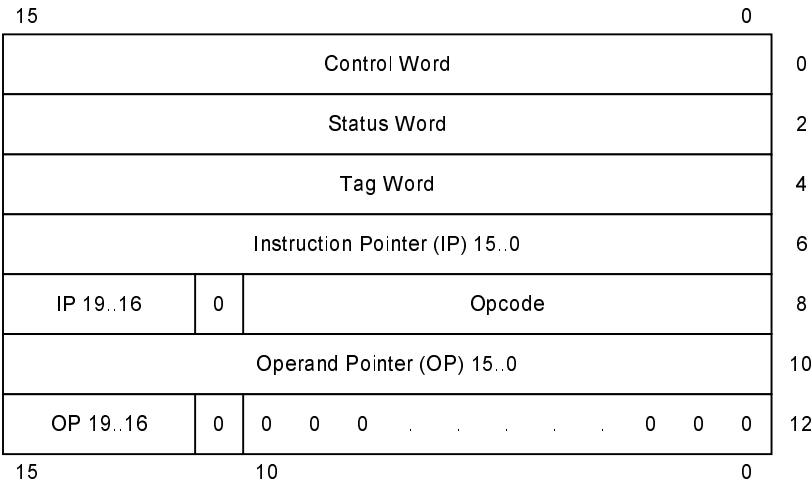 15 0
Control Word 0
Status Word 2
Tag Word 4
Instruction Pointer (IP) 15..0 6
IP 19..16 0 Opcode 8
Operand Pointer (OP) 15..0 10
OP 19..16 0 0 0 0 . . . . . 0 0 0 12
15 10 0